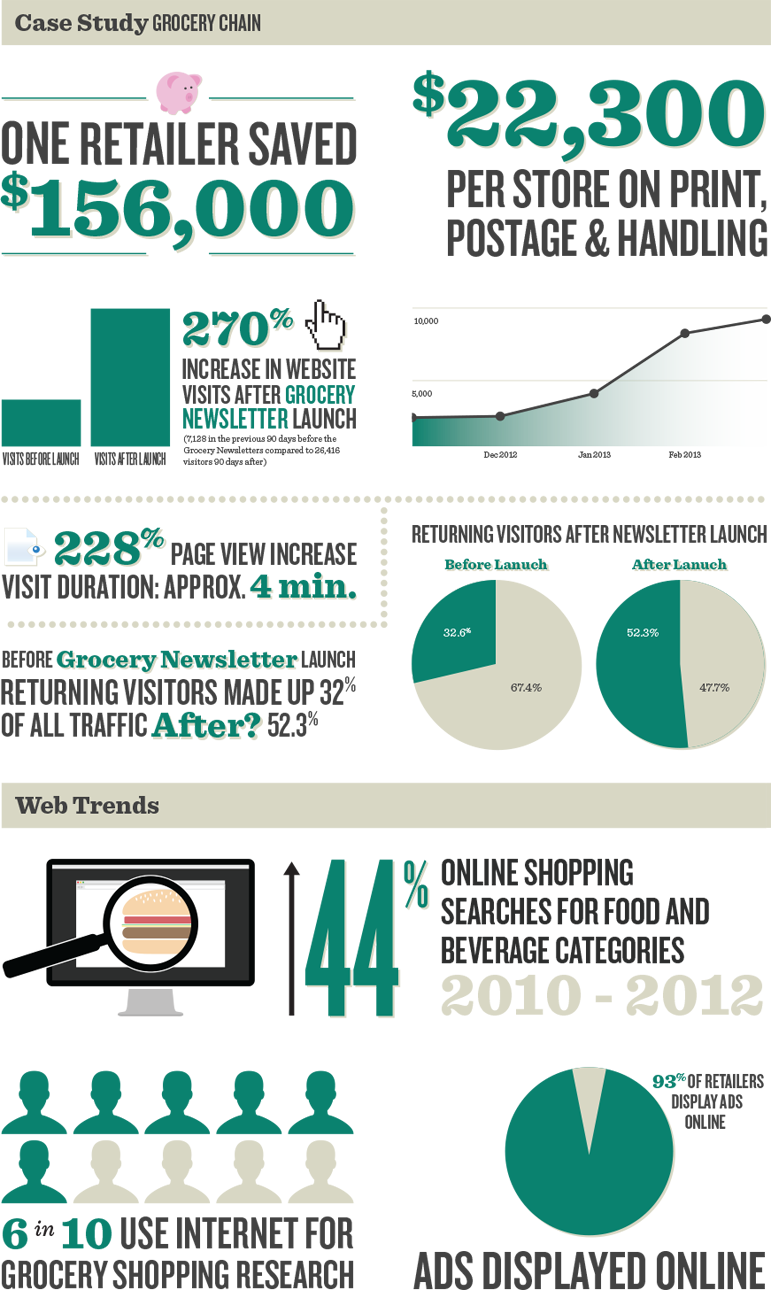 Case Study GROCERY CHAIN
ONE RETAILER SAVED
$156,000
$22,300
PER STORE ON PRINT,
POSTAGE & HANDLING
VISITS BEFORE LAUNCH
VISITS AFTER LAUNCH
270%
INCREASE IN WEBSITE
VISITS AFTER GROCERY
NEWSLETTER LAUNCH
(7,128 in the previous 90 days before the
Grocery Newsletters compared to 26,416
visitors 90 days after)
10,000
5,000
Dec 2012
Jan 2013
Feb 2013
228% PAGE VIEW INCREASE
VISIT DURATION: APPROX. 4 min.
BEFORE Grocery Newsletter LAUNCH
RETURNING VISITORS MADE UP 32%
OF ALL TRAFFIC After? 52.3%
RETURNING VISITORS AFTER NEWSLETTER LAUNCH
Before Lanuch
After Lanuch
32.6%
67.4%
52.3%
47.7%
Web Trends
44%
ONLINE SHOPPING
SEARCHES FOR FOOD AND
BEVERAGE CATEGORIES
2010 - 2012
6 in 10 USE INTERNET FOR
GROCERY SHOPPING RESEARCH
93% OF RETAILERS
DISPLAY ADS
ONLINE
ADS DISPLAYED ONLINE